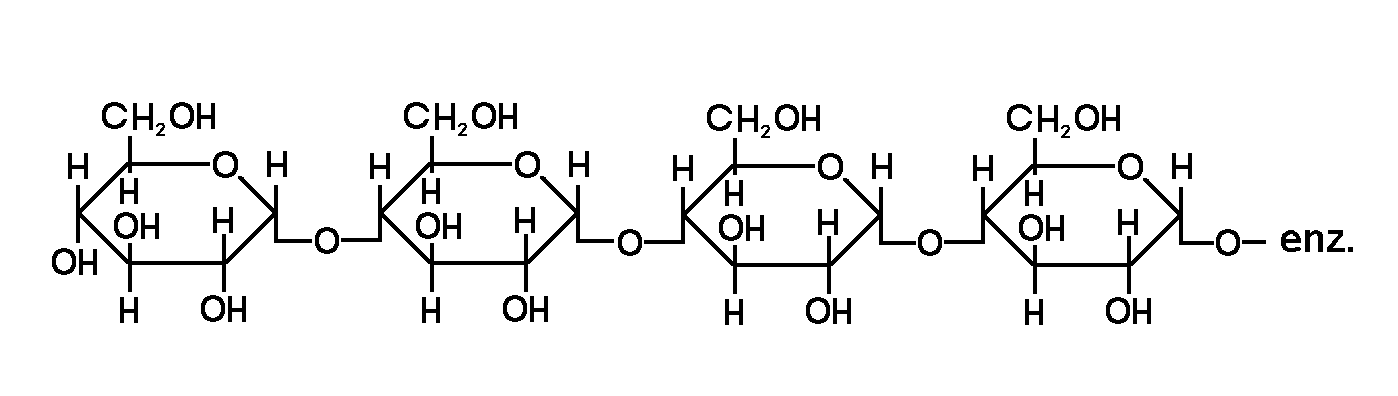 CH₂OH CH₂OH CH₂OH CH₂OH
H O H H O H H O H H O H
H H H H
OH H OH H OH H OH H
O O O O enz.
OH
H OH H OH H OH H OH